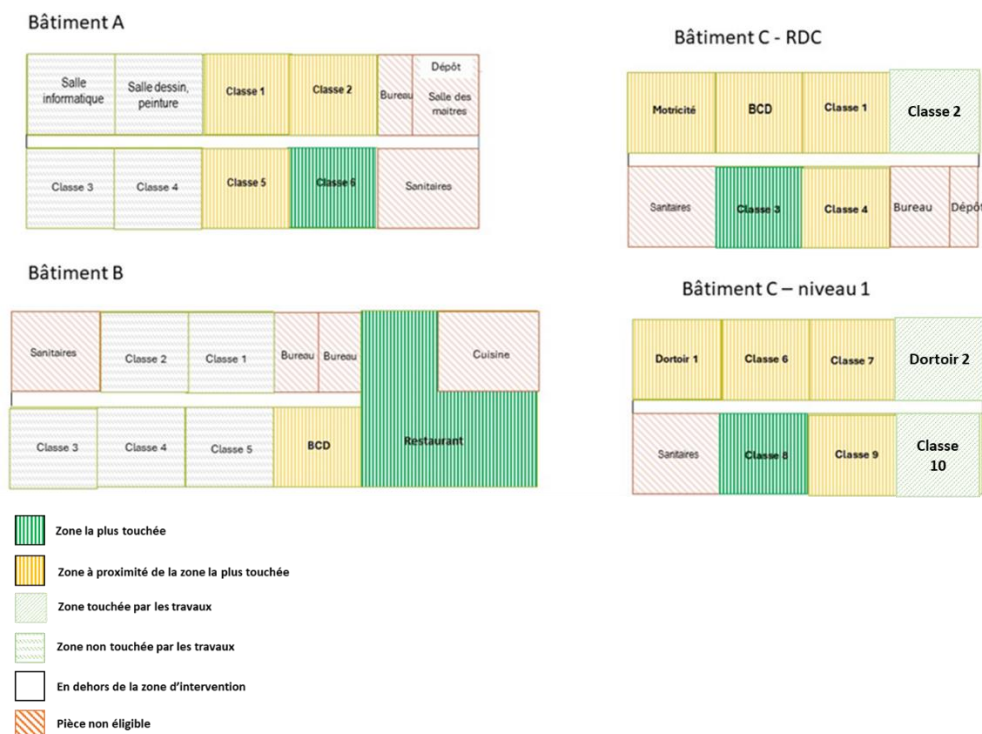 Bâtiment A
Salle informatique
Salle dessin, peinture
Classe 1
Classe 2
Bureau
Dépôt
Salle des maitres
Classe 3
Classe 4
Classe 5
Classe 6
Sanitaires
Bâtiment B
Sanitaires
Classe 2
Classe 1
Bureau
Bureau
Cuisine
Classe 3
Classe 4
Classe 5
BCD
Restaurant
Bâtiment C - RDC
Motricité
BCD
Classe 1
Classe 2
Sanitaires
Classe 3
Classe 4
Bureau
Dépôt
Bâtiment C – niveau 1
Dortoir 1
Classe 6
Classe 7
Dortoir 2
Sanitaires
Classe 8
Classe 9
Classe 10
Zone la plus touchée
Zone à proximité de la zone la plus touchée
Zone touchée par les travaux
Zone non touchée par les travaux
En dehors de la zone d'intervention
Pièce non éligible